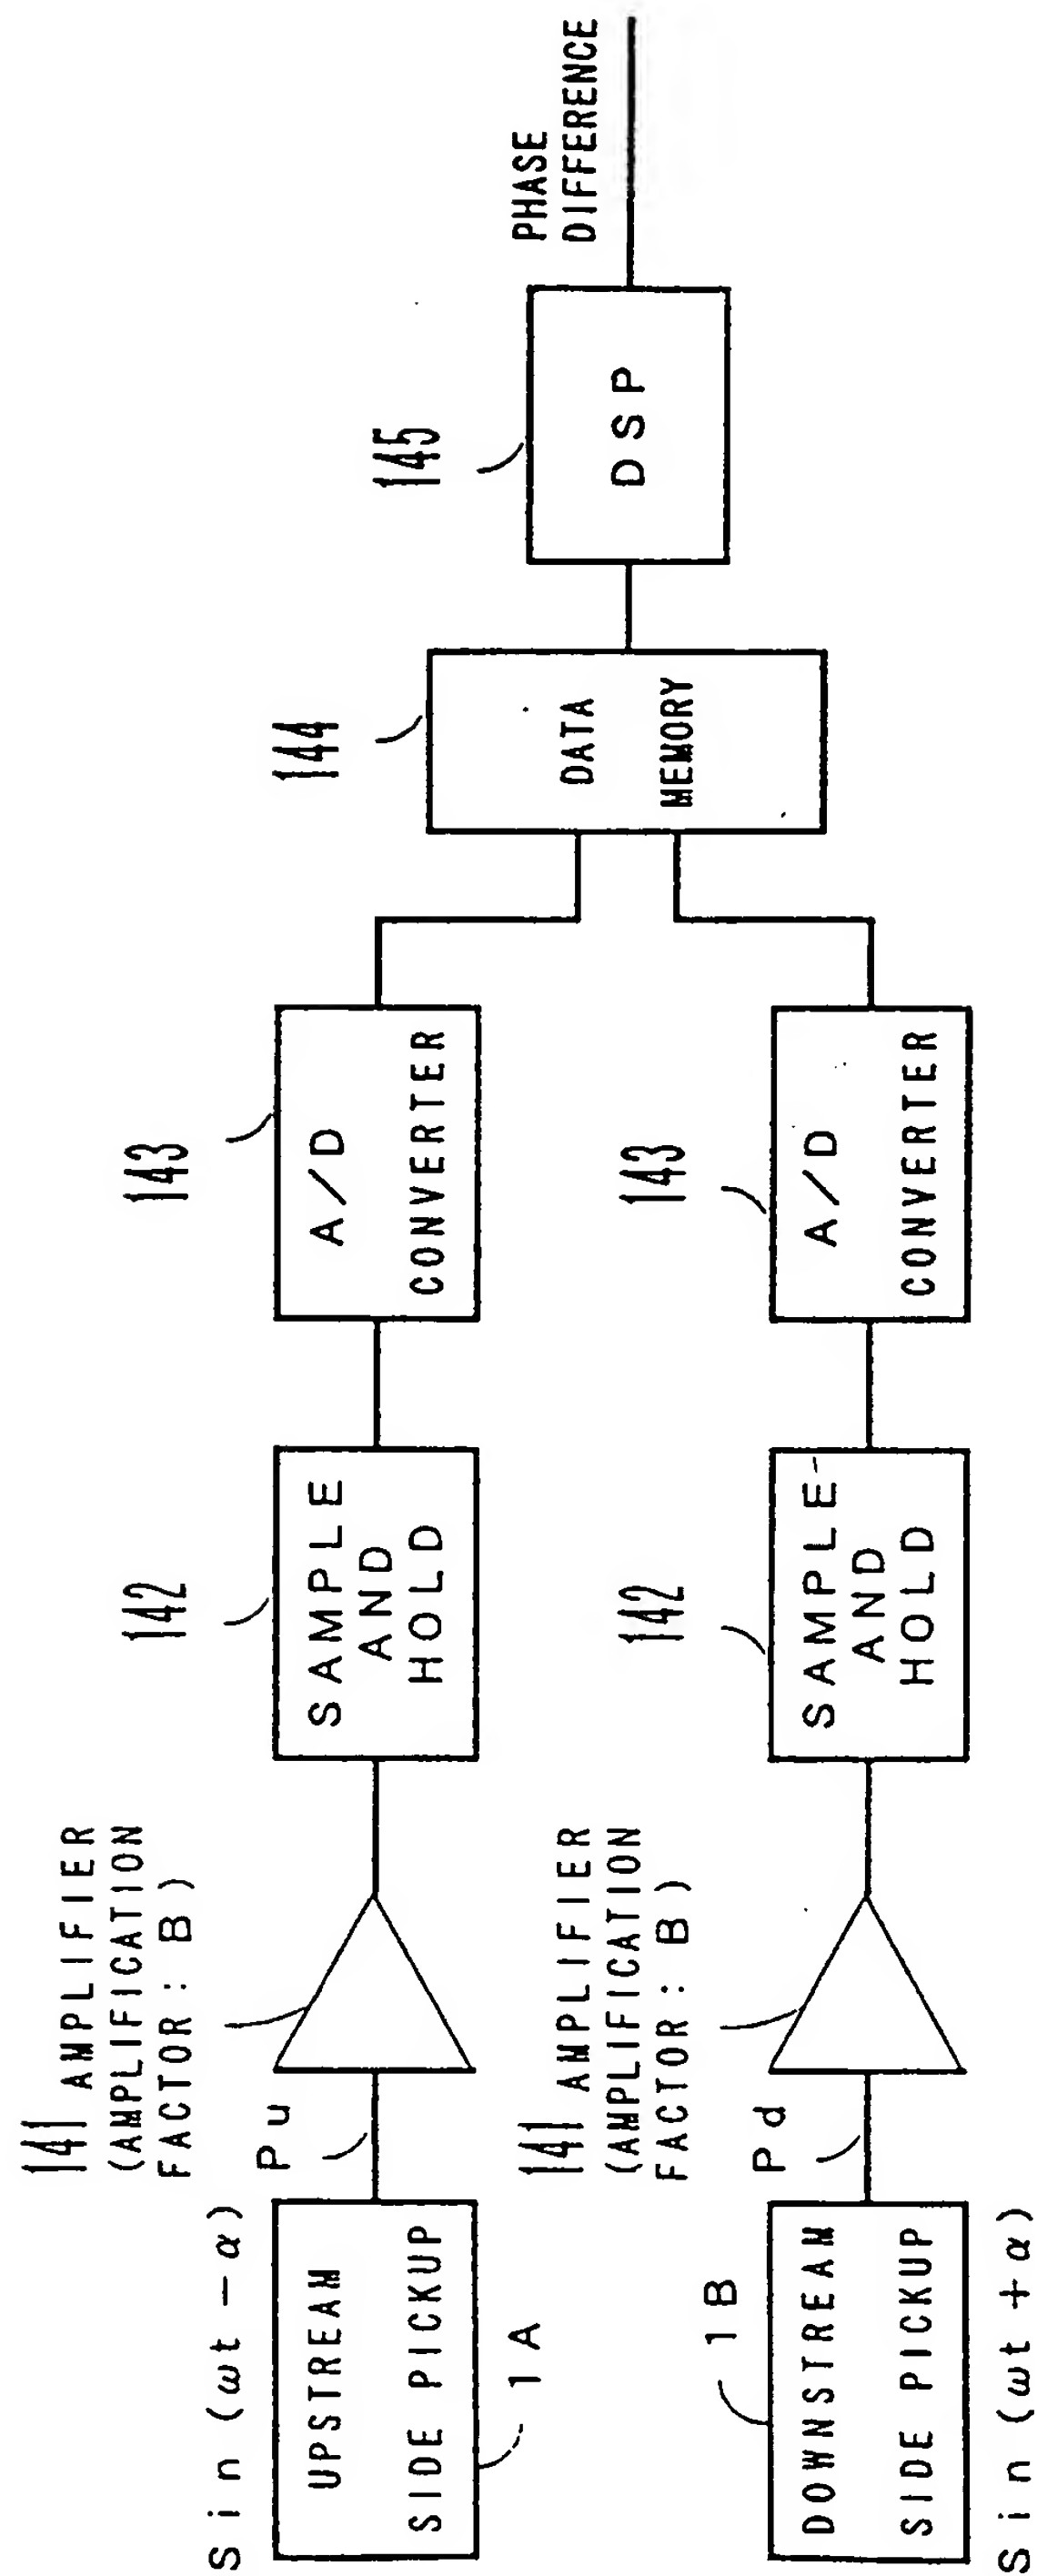 Sin (ωt − α)
UPSTREAM
SIDE PICKUP
1A
Pu
141 AMPLIFIER
(AMPLIFICATION
FACTOR : B )
142
SAMPLE
AND
HOLD
143
A/D
CONVERTER
1B
DOWNSTREAM
SIDE PICKUP
Sin (ωt + α)
Pd
141 AMPLIFIER
(AMPLIFICATION
FACTOR : B )
142
SAMPLE
AND
HOLD
143
A/D
CONVERTER
144
DATA
MEMORY
145
DSP
PHASE
DIFFERENCE